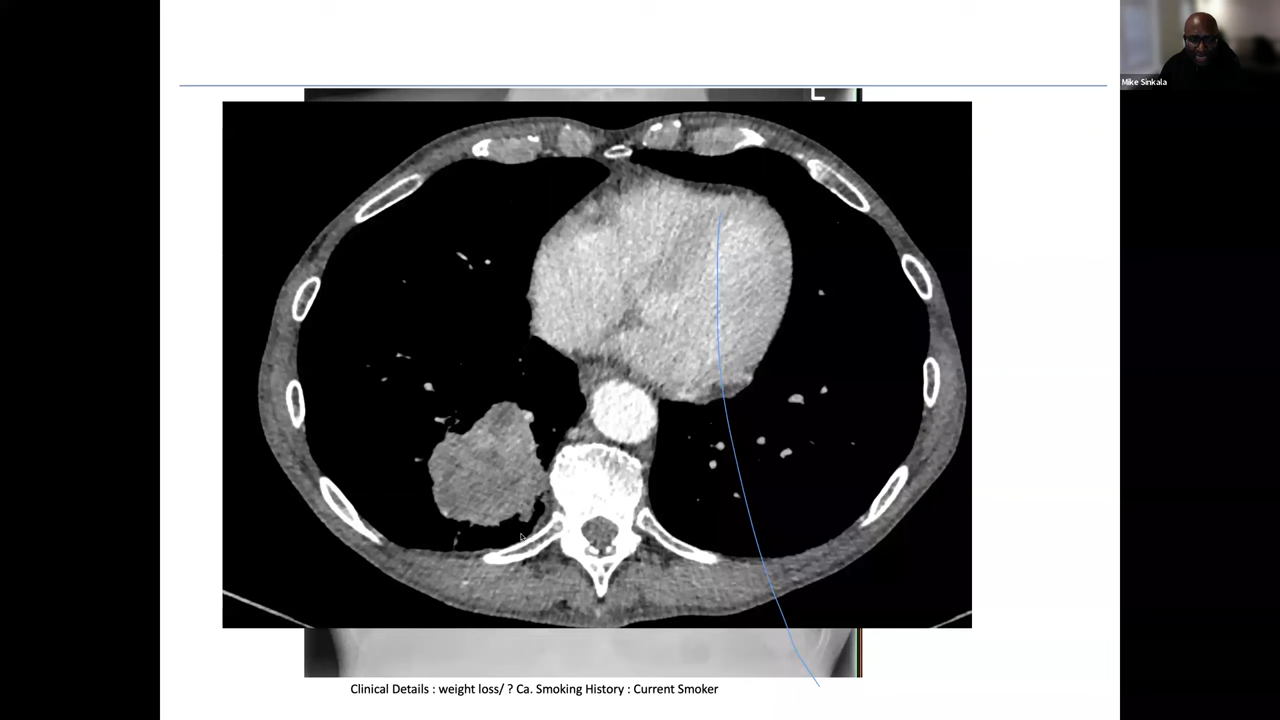 L
Mike Sinkala
Clinical Details : weight loss/ ? Ca. Smoking History : Current Smoker